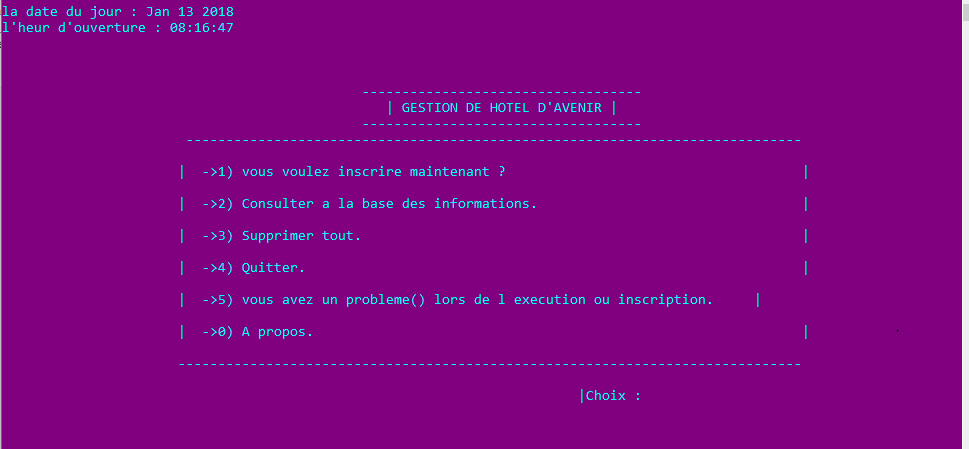 la date du jour : Jan 13 2018
l'heur d'ouverture : 08:16:47
-----------------------------------
| GESTION DE HOTEL D'AVENIR |
-----------------------------------
-----------------------------------------------------------------------------
| ->1) vous voulez inscrire maintenant ? |
| ->2) Consulter a la base des informations. |
| ->3) Supprimer tout. |
| ->4) Quitter. |
| ->5) vous avez un probleme() lors de l execution ou inscription. |
| ->0) A propos. |
------------------------------------------------------------------------------
|Choix :